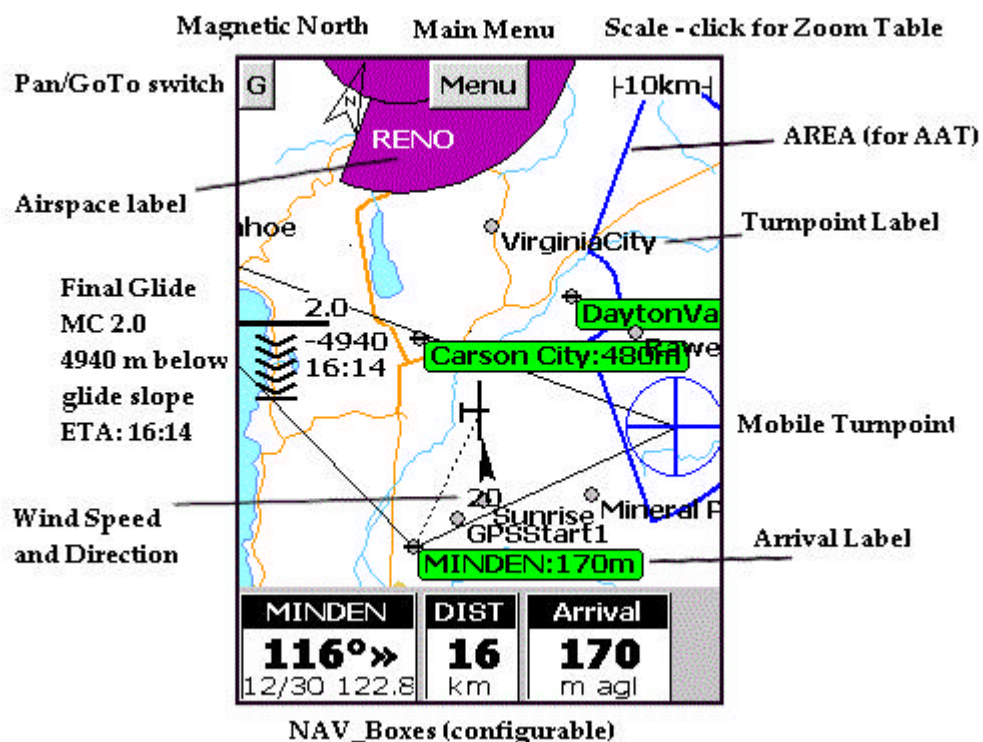 Magnetic North Main Menu Scale - click for Zoom Table
Pan/GoTo switch
G
Menu
10km
N
RENO
AREA (for AAT)
Airspace label
hoe
VirginiaCity
Turnpoint Label
Final Glide
MC 2.0
4940 m below
glide slope
ETA: 16:14
2.0
-4940
16:14
DaytonVa
Carson City:480m
awe
Mobile Turnpoint
Wind Speed
and Direction
20
Sunrise
Mineral P
GPSStart1
MINDEN:170m
Arrival Label
MINDEN DIST Arrival
116°» 16 170
12/30 122.8 km m agl
NAV_Boxes (configurable)